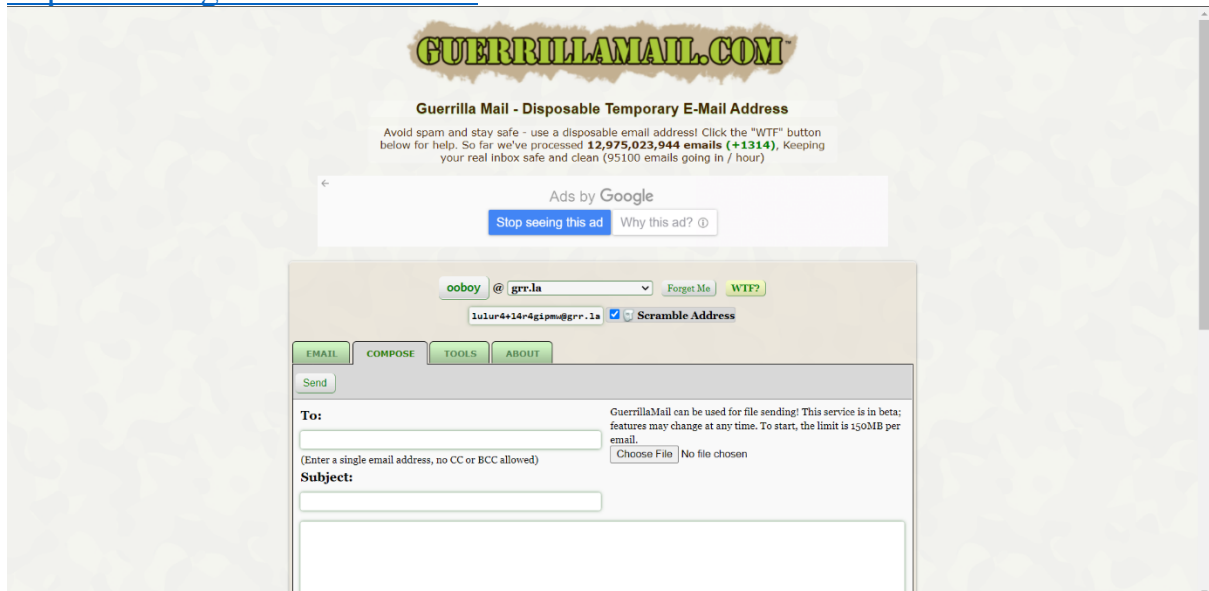 GUERRILLAMAIL.COM™
Guerrilla Mail - Disposable Temporary E-Mail Address
Avoid spam and stay safe - use a disposable email address! Click the "WTF" button
below for help. So far we've processed 12,975,023,944 emails (+1314), Keeping
your real inbox safe and clean (95100 emails going in / hour)
Ads by Google
Stop seeing this ad Why this ad?
ooboy @ grr.la Forget Me WTF?
lulur4+14r4gipmw@grr.la Scramble Address
EMAIL COMPOSE TOOLS ABOUT
Send
To:
GuerrillaMail can be used for file sending! This service is in beta;
features may change at any time. To start, the limit is 150MB per
email.
Choose File No file chosen
(Enter a single email address, no CC or BCC allowed)
Subject: